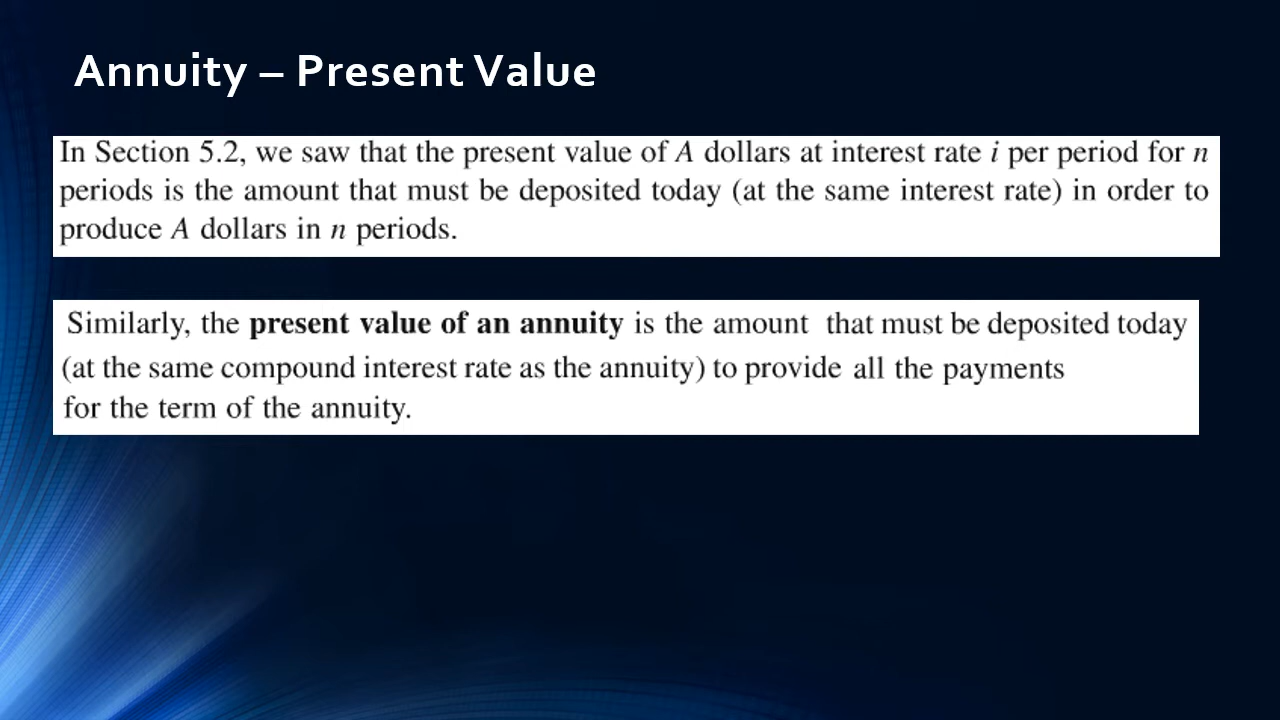 Annuity – Present Value
In Section 5.2, we saw that the present value of A dollars at interest rate i per period for n
periods is the amount that must be deposited today (at the same interest rate) in order to
produce A dollars in n periods.
Similarly, the present value of an annuity is the amount that must be deposited today
(at the same compound interest rate as the annuity) to provide all the payments
for the term of the annuity.